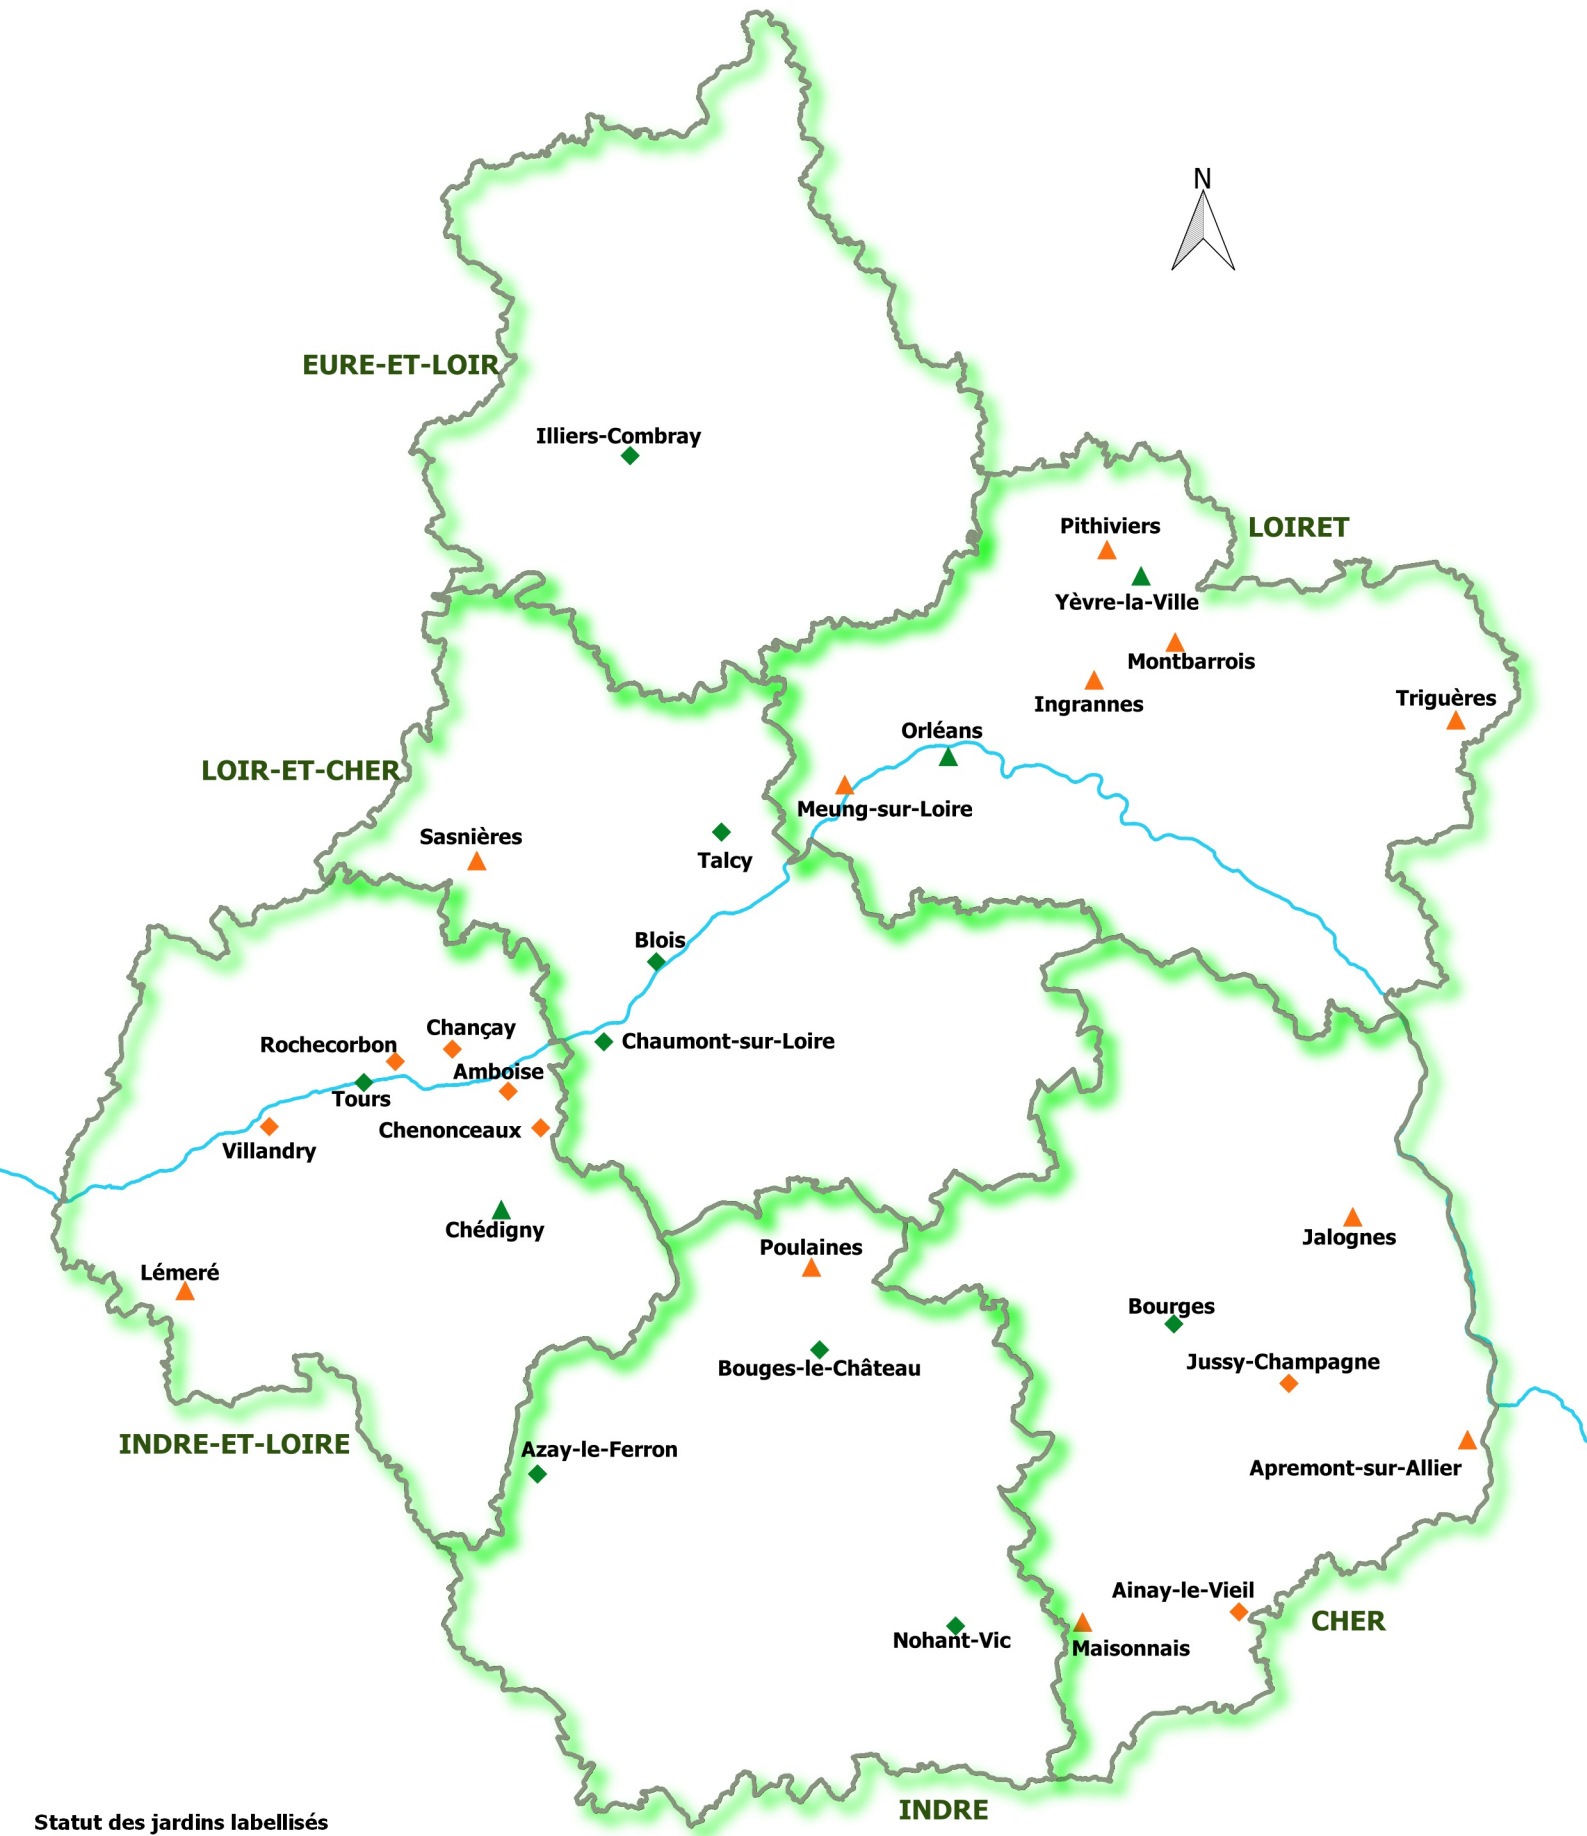 N
EURE-ET-LOIR
Illiers-Combray
Pithiviers
LOIRET
Yèvre-la-Ville
Montbarrois
Ingrannes
Triguères
Orléans
LOIR-ET-CHER
Meung-sur-Loire
Sasnières
Talcy
Blois
Chançay
Rochecorbon
Chaumont-sur-Loire
Amboise
Tours
Chenonceaux
Villandry
Chédigny
Jalognes
Poulaines
Lémeré
Bourges
Jussy-Champagne
Bouges-le-Château
INDRE-ET-LOIRE
Azay-le-Ferron
Apremont-sur-Allier
Ainay-le-Vieil
CHER
Nohant-Vic
Maisonnais
INDRE
Statut des jardins labellisés